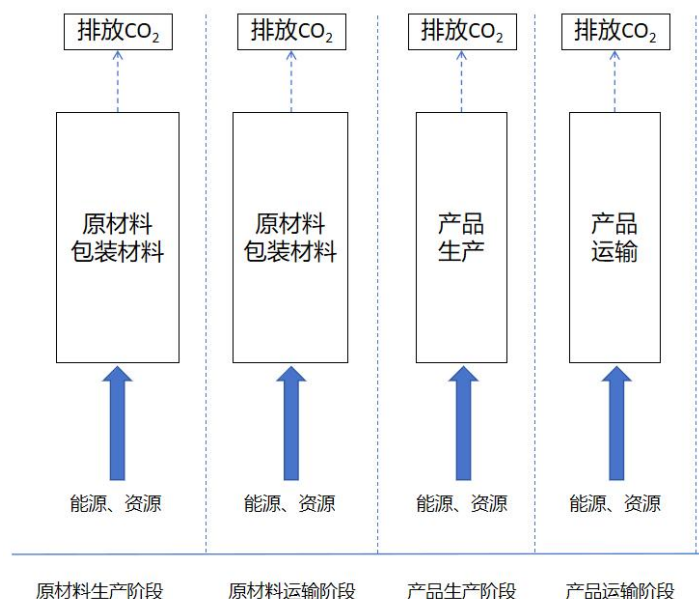 排放CO₂
排放CO₂
排放CO₂
排放CO₂
原材料
包装材料
原材料
包装材料
产品
生产
产品
运输
能源、资源
能源、资源
能源、资源
能源、资源
原材料生产阶段
原材料运输阶段
产品生产阶段
产品运输阶段